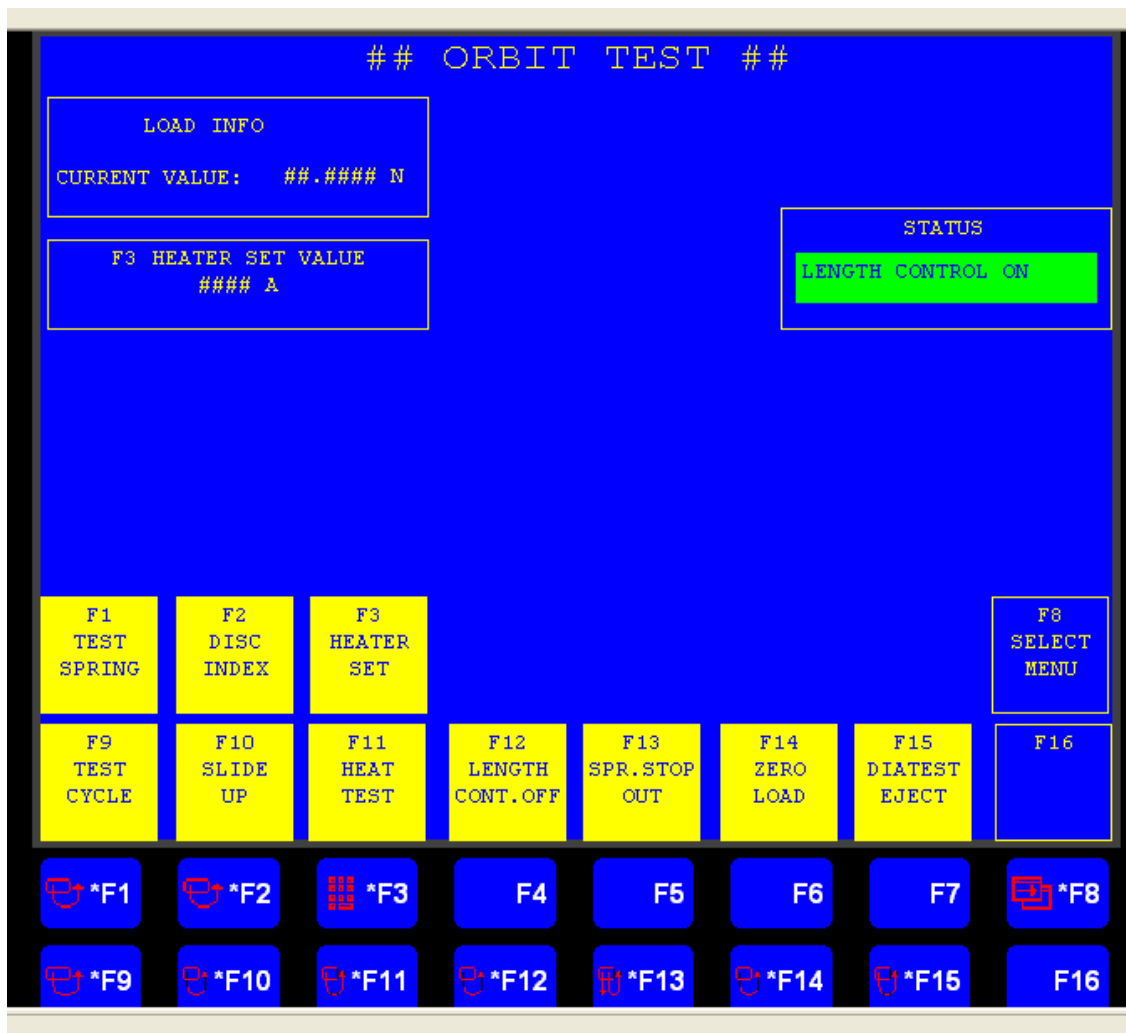 ## ORBIT TEST ##
LOAD INFO
CURRENT VALUE: ##.#### N
STATUS
LENGTH CONTROL ON
F3 HEATER SET VALUE
#### A
F1
TEST
SPRING
F2
DISC
INDEX
F3
HEATER
SET
F8
SELECT
MENU
F9
TEST
CYCLE
F10
SLIDE
UP
F11
HEAT
TEST
F12
LENGTH
CONT.OFF
F13
SPR.STOP
OUT
F14
ZERO
LOAD
F15
DIATEST
EJECT
F16
*F1
*F2
*F3
F4
F5
F6
F7
*F8
*F9
*F10
*F11
*F12
*F13
*F14
*F15
F16